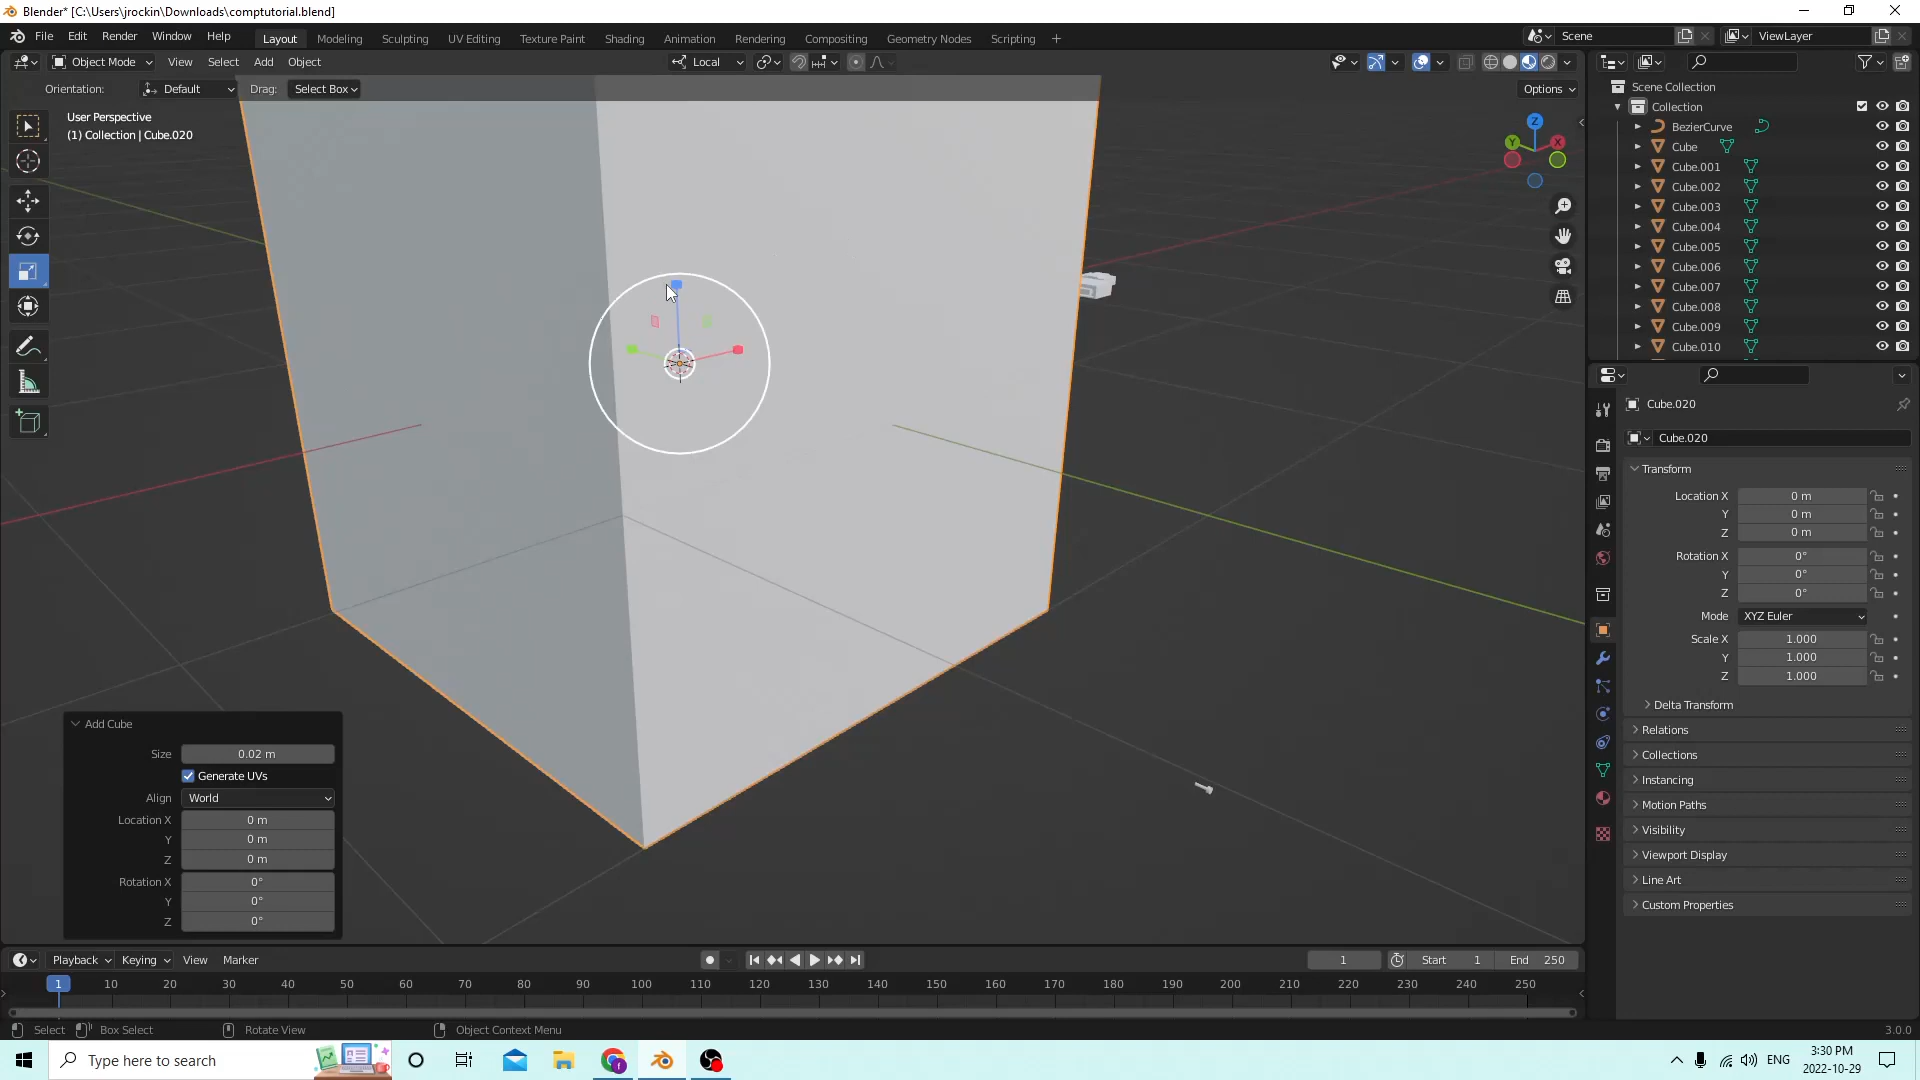 Blender* [C:\Users\jrockin\Downloads\comptutorial.blend]
File Edit Render Window Help Layout Modeling Sculpting UV Editing Texture Paint Shading Animation Rendering Compositing Geometry Nodes Scripting + Scene ViewLayer
Object Mode View Select Add Object Local
Orientation: Default Drag: Select Box Options
User Perspective
(1) Collection | Cube.020
Z
Y X
Scene Collection
Collection
BezierCurve
Cube
Cube.001
Cube.002
Cube.003
Cube.004
Cube.005
Cube.006
Cube.007
Cube.008
Cube.009
Cube.010
Cube.020
Cube.020
Transform
Location X 0 m
Y 0 m
Z 0 m
Rotation X 0°
Y 0°
Z 0°
Mode XYZ Euler
Scale X 1.000
Y 1.000
Z 1.000
Delta Transform
Relations
Collections
Instancing
Motion Paths
Visibility
Viewport Display
Line Art
Custom Properties
Add Cube
Size 0.02 m
Generate UVs
Align World
Location X 0 m
Y 0 m
Z 0 m
Rotation X 0°
Y 0°
Z 0°
Playback Keying View Marker 1 Start 1 End 250
1 10 20 30 40 50 60 70 80 90 100 110 120 130 140 150 160 170 180 190 200 210 220 230 240 250
Select Box Select Rotate View Object Context Menu 3.0.0
Type here to search
ENG
3:30 PM
2022-10-29